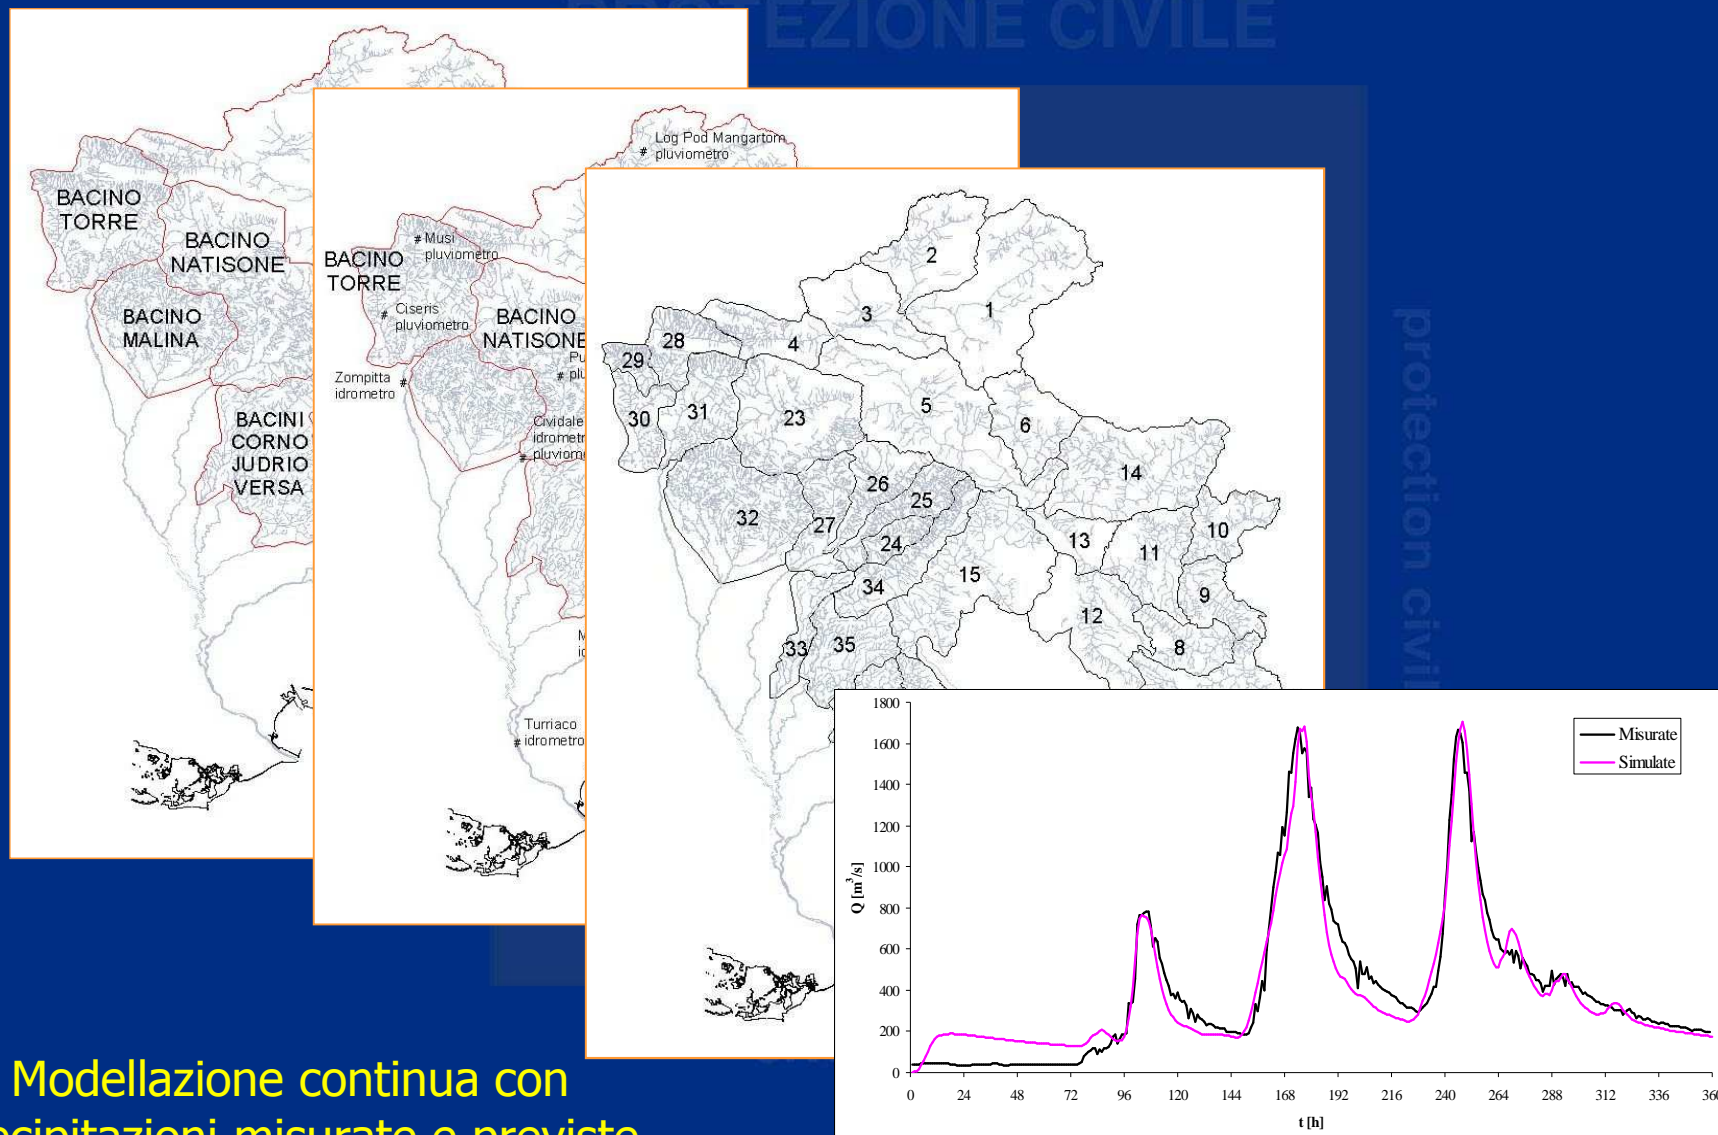 PROTEZIONE CIVILE
protection civil
BACINO
TORRE
BACINO
NATISONE
BACINO
MALINA
BACINI
CORNO
JUDRIO
VERSA
Log Pod Mangartom
# pluviometro
# Musi
pluviometro
BACINO
TORRE
Ciseris
# pluviometro
BACINO
NATISONE
Zompitta #
idrometro
#
Cividale
#
Turriaco
# idrometro
2
1
3
28
4
29
30
31
23
5
6
14
26
25
32
27
24
13
11
10
15
34
9
12
8
33
35
1800
1600
1400
1200
1000
800
600
400
200
0
Q [m³/s]
Misurate
Simulate
0 24 48 72 96 120 144 168 192 216 240 264 288 312 336 360
t [h]
Modellazione continua con
misurate e previste